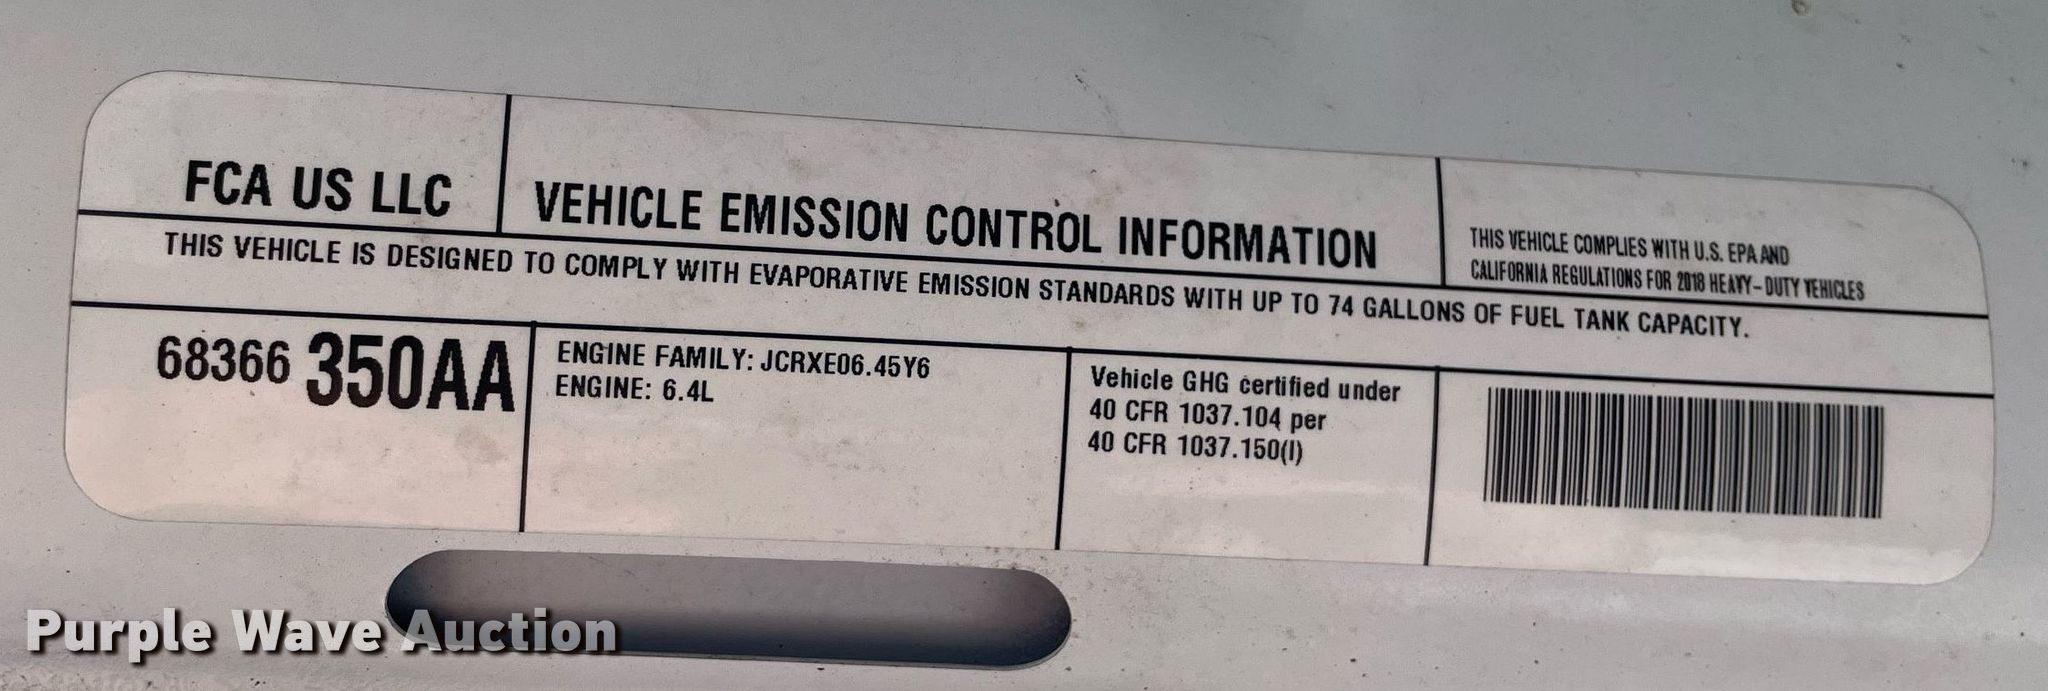 FCA US LLC
VEHICLE EMISSION CONTROL INFORMATION
THIS VEHICLE COMPLIES WITH U.S. EPA AND
CALIFORNIA REGULATIONS FOR 2018 HEAVY-DUTY VEHICLES
THIS VEHICLE IS DESIGNED TO COMPLY WITH EVAPORATIVE EMISSION STANDARDS WITH UP TO 74 GALLONS OF FUEL TANK CAPACITY.
68366 350AA
ENGINE FAMILY: JCRXE06.45Y6
ENGINE: 6.4L
Vehicle GHG certified under
40 CFR 1037.104 per
40 CFR 1037.150(l)
Purple Wave Auction